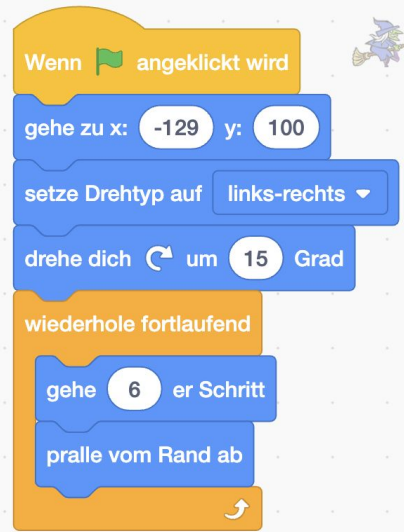 Wenn angeklickt wird
gehe zu x: -129 y: 100
setze Drehtyp auf links-rechts
drehe dich um 15 Grad
wiederhole fortlaufend
gehe 6 er Schritt
pralle vom Rand ab